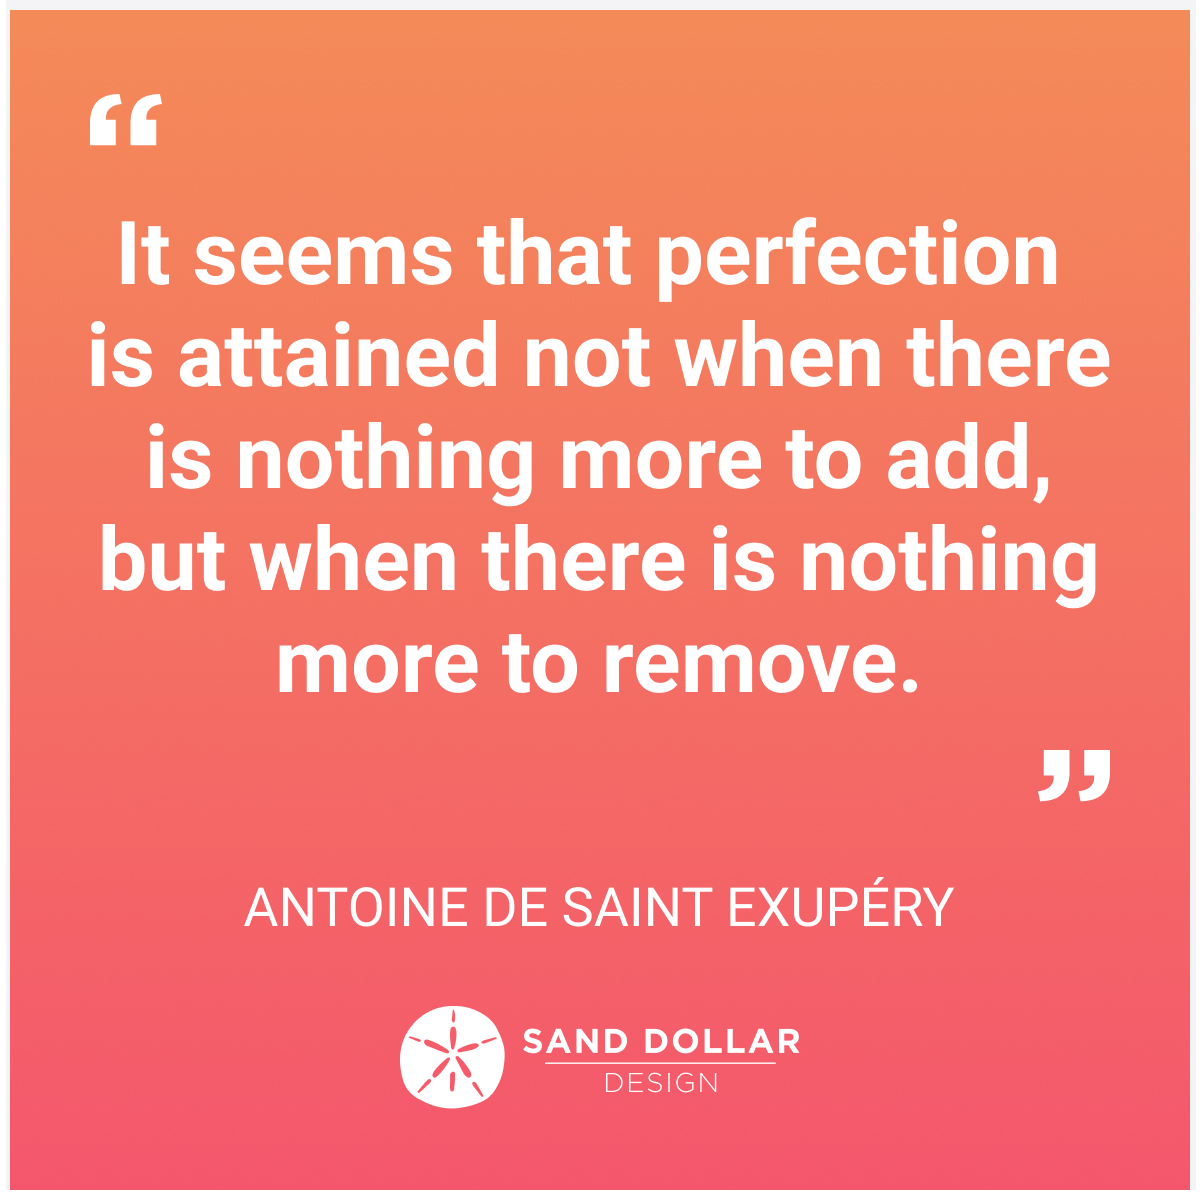 “
It seems that perfection
is attained not when there
is nothing more to add,
but when there is nothing
more to remove.
”
ANTOINE DE SAINT EXUPÉRY
SAND DOLLAR
DESIGN